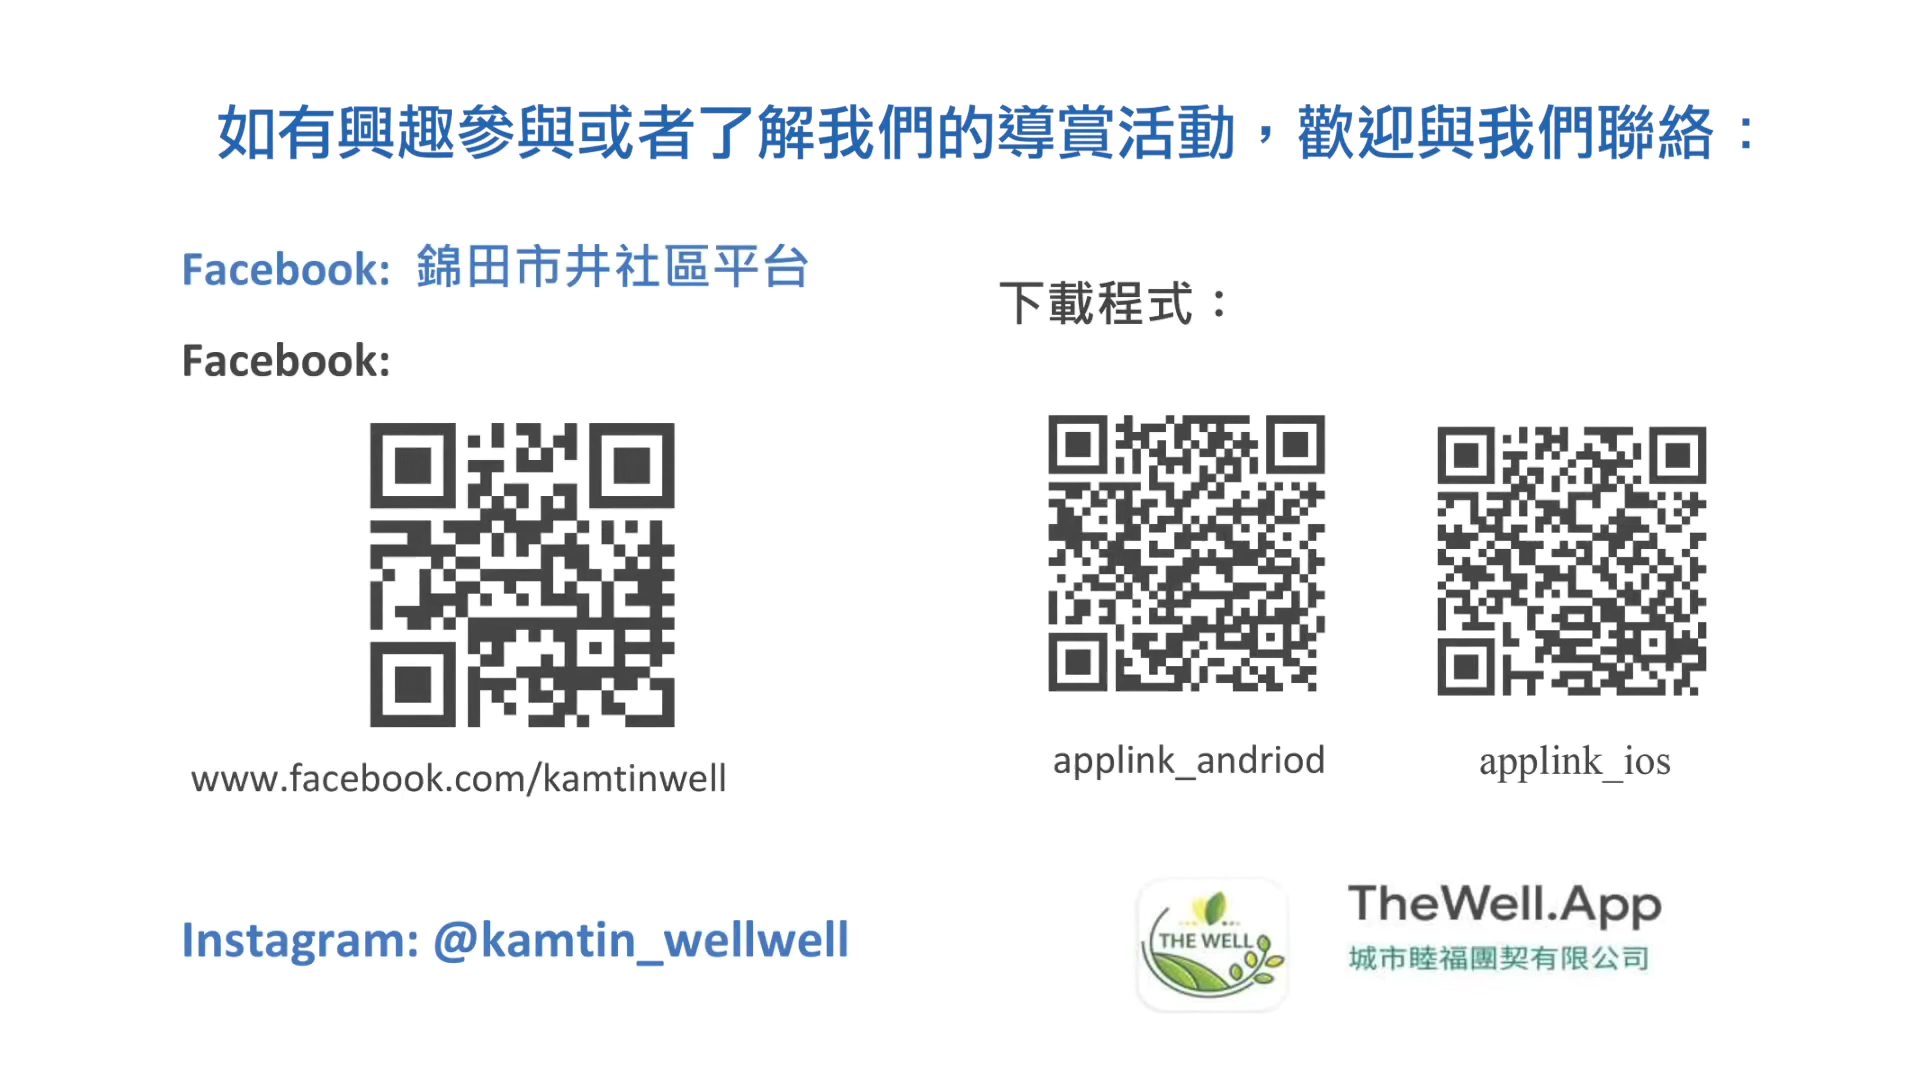 如有興趣參與或者了解我們的導賞活動，歡迎與我們聯絡：
Facebook: 錦田市井社區平台
Facebook:
www.facebook.com/kamtinwell
Instagram: @kamtin_wellwell
下載程式：
applink_andriod
applink_ios
THE WELL
TheWell.App
城市睦福團契有限公司